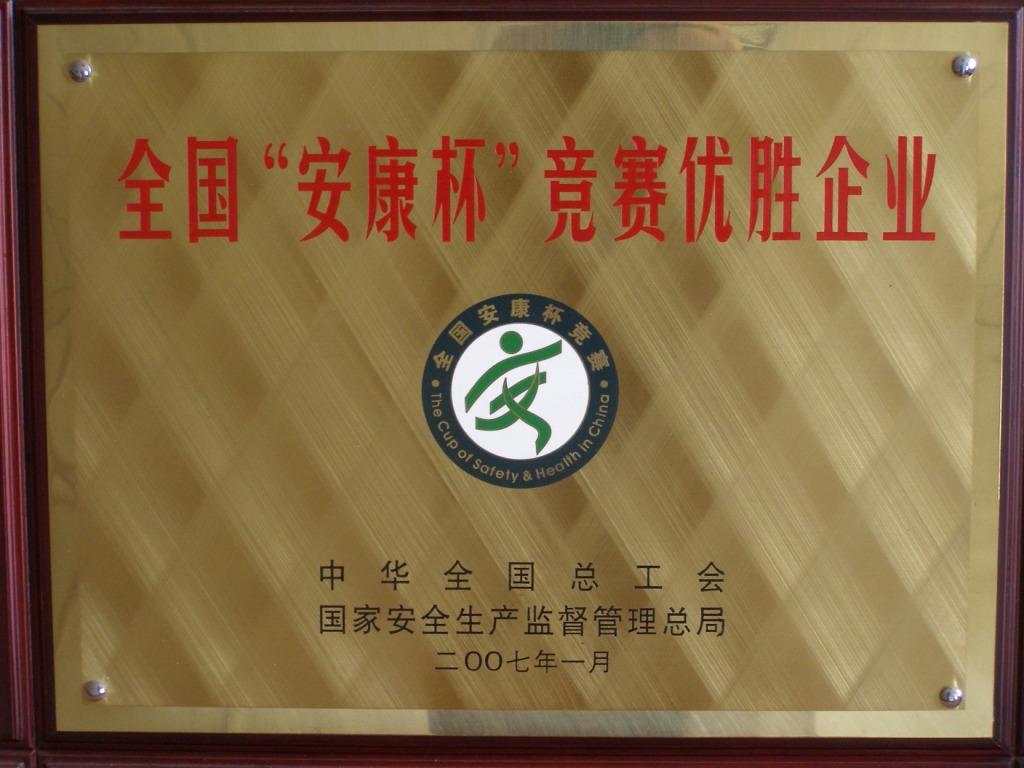 全国“安康杯”竞赛优胜企业
全国安康杯竞赛
The Cup of Safety & Health in China
中华全国总工会
国家安全生产监督管理总局
二〇〇七年一月